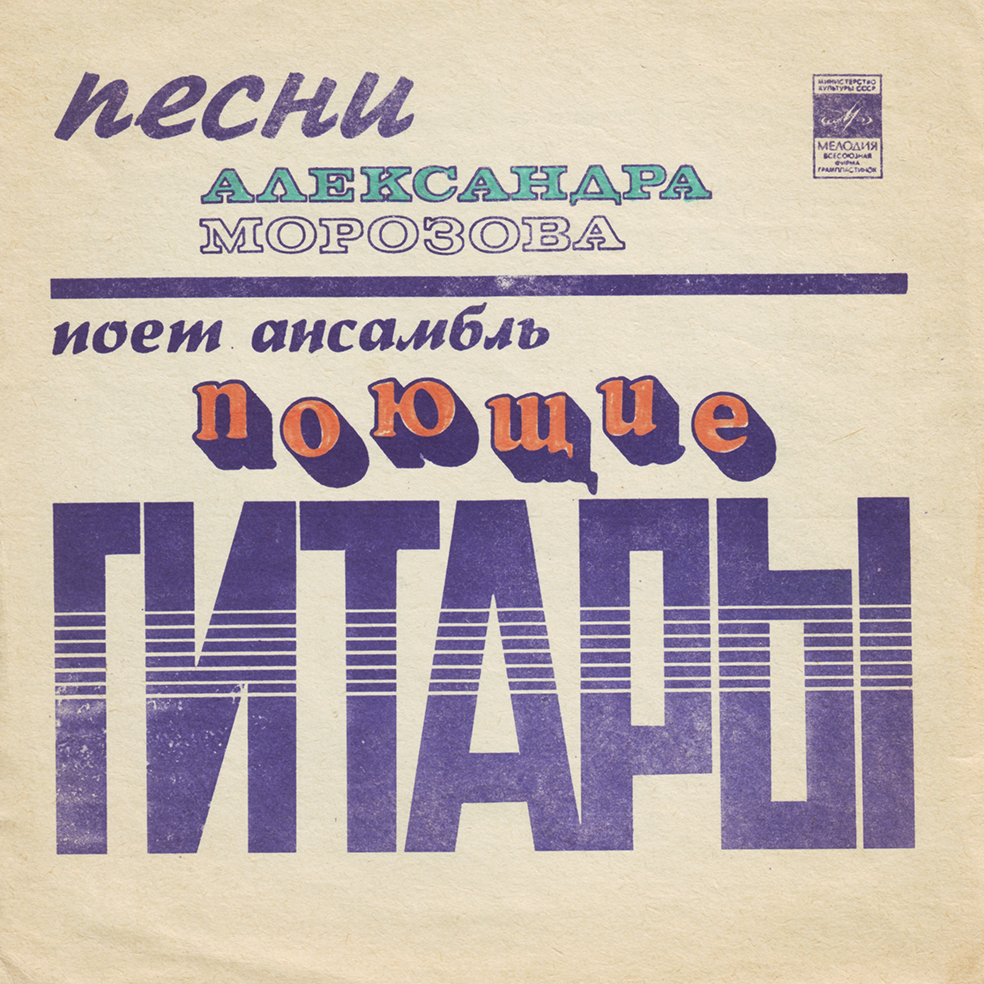 песни
АЛЕКСАНДРА
МОРОЗОВА
поет ансамбль
поющие
ГИТАРЫ
МИНИСТЕРСТВО
КУЛЬТУРЫ СССР
МЕЛОДИЯ
ВСЕСОЮЗНАЯ
ФИРМА
ГРАМПЛАСТИНОК